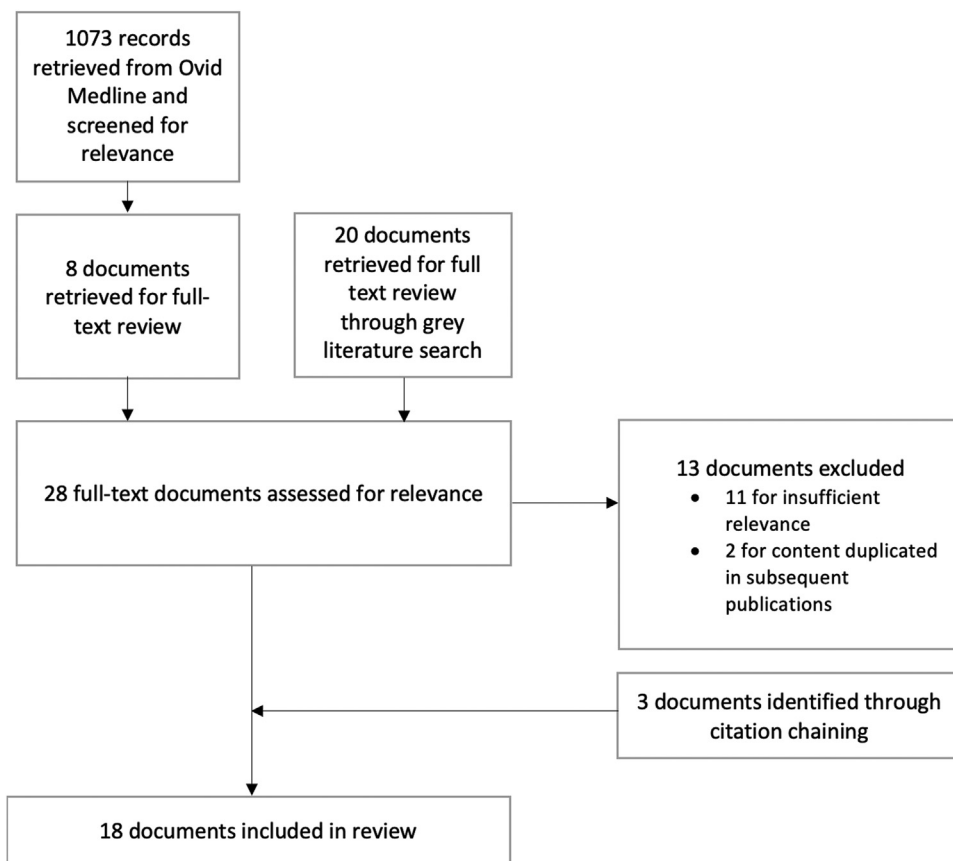 1073 records
retrieved from Ovid
Medline and
screened for
relevance
8 documents
retrieved for full-
text review
20 documents
retrieved for full
text review
through grey
literature search
28 full-text documents assessed for relevance
13 documents excluded
• 11 for insufficient
relevance
• 2 for content duplicated
in subsequent
publications
3 documents identified through
citation chaining
18 documents included in review